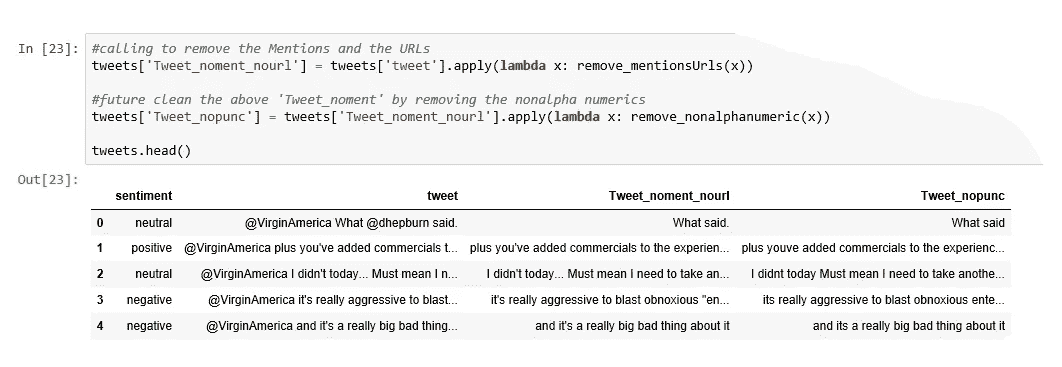 In [23]: #calling to remove the Mentions and the URLs
tweets['Tweet_noment_nourl'] = tweets['tweet'].apply(lambda x: remove_mentionsUrls(x))
#future clean the above 'Tweet_noment' by removing the nonalpha numerics
tweets['Tweet_nopunc'] = tweets['Tweet_noment_nourl'].apply(lambda x: remove_nonalphanumeric(x))
tweets.head()
Out[23]:
sentiment tweet Tweet_noment_nourl Tweet_nopunc
0 neutral @VirginAmerica What @dhepburn said. What said. What said
1 positive @VirginAmerica plus you've added commercials t... plus you've added commercials to the experien... plus youve added commercials to the experienc...
2 neutral @VirginAmerica I didn't today... Must mean I n... I didn't today... Must mean I need to take an... I didnt today Must mean I need to take anothe...
3 negative @VirginAmerica it's really aggressive to blast... it's really aggressive to blast obnoxious "en... its really aggressive to blast obnoxious ente...
4 negative @VirginAmerica and it's a really big bad thing... and it's a really big bad thing about it and its a really big bad thing about it